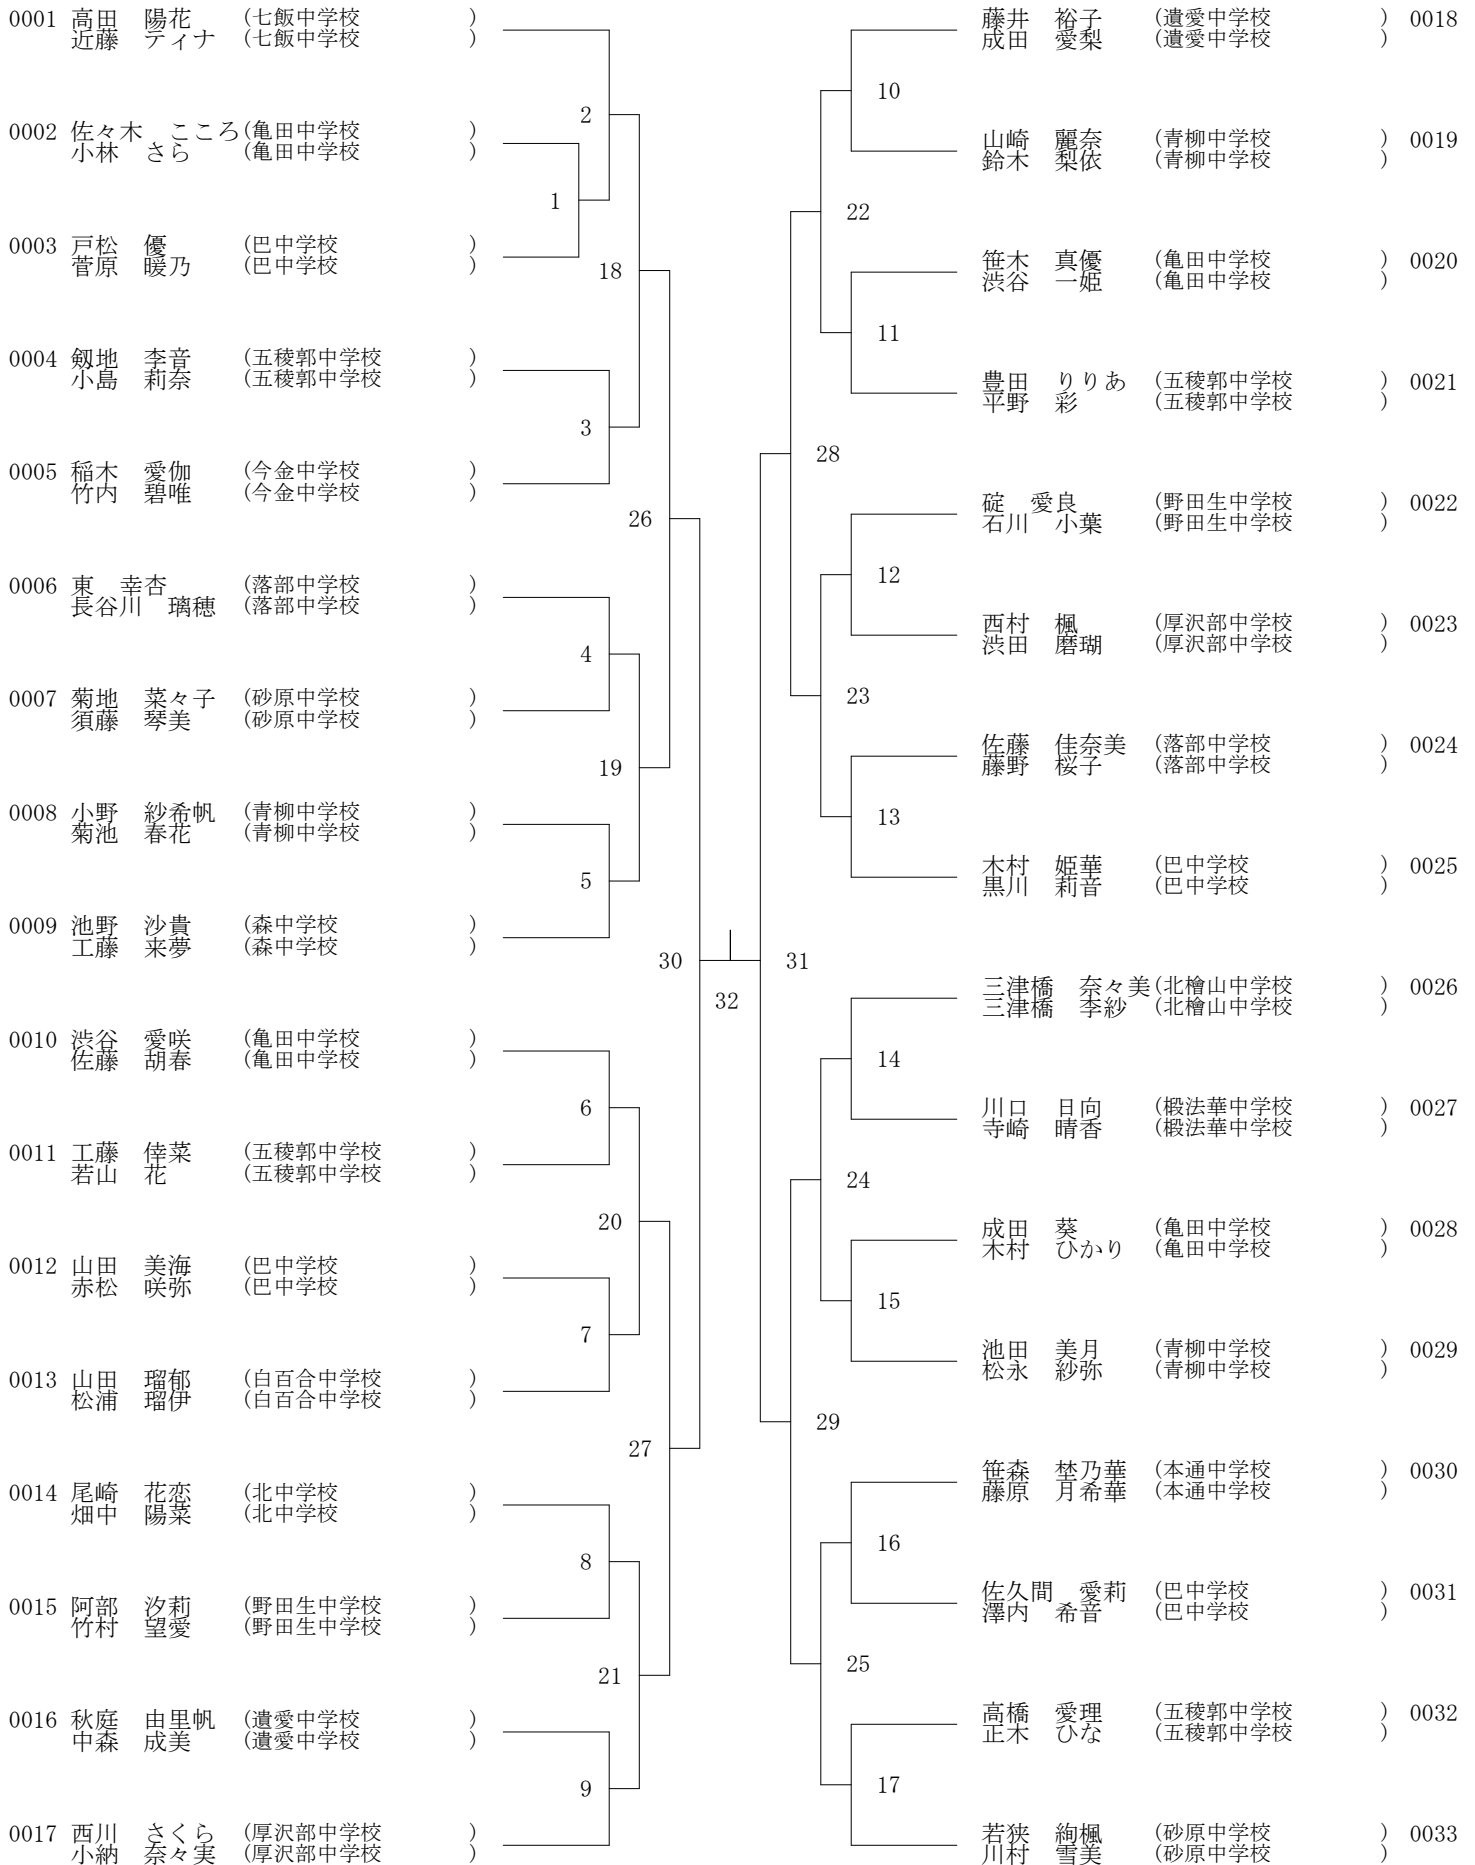 0001 高田　陽花　(七飯中学校　)
近藤　ティナ　(七飯中学校　)
2
0002 佐々木　こころ(亀田中学校　)
小林　さら　(亀田中学校　)
1
0003 戸松　優　(巴中学校　)
菅原　暖乃　(巴中学校　)
18
0004 剱地　李音　(五稜郭中学校　)
小島　莉奈　(五稜郭中学校　)
3
0005 稲木　愛伽　(今金中学校　)
竹内　碧唯　(今金中学校　)
26
0006 東　幸杏　(落部中学校　)
長谷川　璃穂　(落部中学校　)
4
0007 菊地　菜々子　(砂原中学校　)
須藤　琴美　(砂原中学校　)
19
0008 小野　紗希帆　(青柳中学校　)
菊池　春花　(青柳中学校　)
5
0009 池野　沙貴　(森中学校　)
工藤　来夢　(森中学校　)
30
32
0010 渋谷　愛咲　(亀田中学校　)
佐藤　胡春　(亀田中学校　)
6
0011 工藤　倖菜　(五稜郭中学校　)
若山　花　(五稜郭中学校　)
20
0012 山田　美海　(巴中学校　)
赤松　咲弥　(巴中学校　)
7
0013 山田　瑠郁　(白百合中学校　)
松浦　瑠伊　(白百合中学校　)
27
0014 尾崎　花恋　(北中学校　)
畑中　陽菜　(北中学校　)
8
0015 阿部　汐莉　(野田生中学校　)
竹村　望愛　(野田生中学校　)
21
0016 秋庭　由里帆　(遺愛中学校　)
中森　成美　(遺愛中学校　)
9
0017 西川　さくら　(厚沢部中学校　)
小納　奈々実　(厚沢部中学校　)
藤井　裕子　(遺愛中学校　) 0018
成田　愛梨　(遺愛中学校　)
10
山崎　麗奈　(青柳中学校　) 0019
鈴木　梨依　(青柳中学校　)
22
笹木　真優　(亀田中学校　) 0020
渋谷　一姫　(亀田中学校　)
11
豊田　りりあ　(五稜郭中学校　) 0021
平野　彩　(五稜郭中学校　)
28
碇　愛良　(野田生中学校　) 0022
石川　小葉　(野田生中学校　)
12
西村　楓　(厚沢部中学校　) 0023
渋田　磨瑚　(厚沢部中学校　)
23
佐藤　佳奈美　(落部中学校　) 0024
藤野　桜子　(落部中学校　)
13
木村　姫華　(巴中学校　) 0025
黒川　莉音　(巴中学校　)
31
三津橋　奈々美(北檜山中学校　) 0026
三津橋　李紗　(北檜山中学校　)
14
川口　日向　(椴法華中学校　) 0027
寺崎　晴香　(椴法華中学校　)
24
成田　葵　(亀田中学校　) 0028
木村　ひかり　(亀田中学校　)
15
池田　美月　(青柳中学校　) 0029
松永　紗弥　(青柳中学校　)
29
笹森　埜乃華　(本通中学校　) 0030
藤原　月希華　(本通中学校　)
16
佐久間　愛莉　(巴中学校　) 0031
澤内　希音　(巴中学校　)
25
高橋　愛理　(五稜郭中学校　) 0032
正木　ひな　(五稜郭中学校　)
17
若狭　絢楓　(砂原中学校　) 0033
川村　雪美　(砂原中学校　)